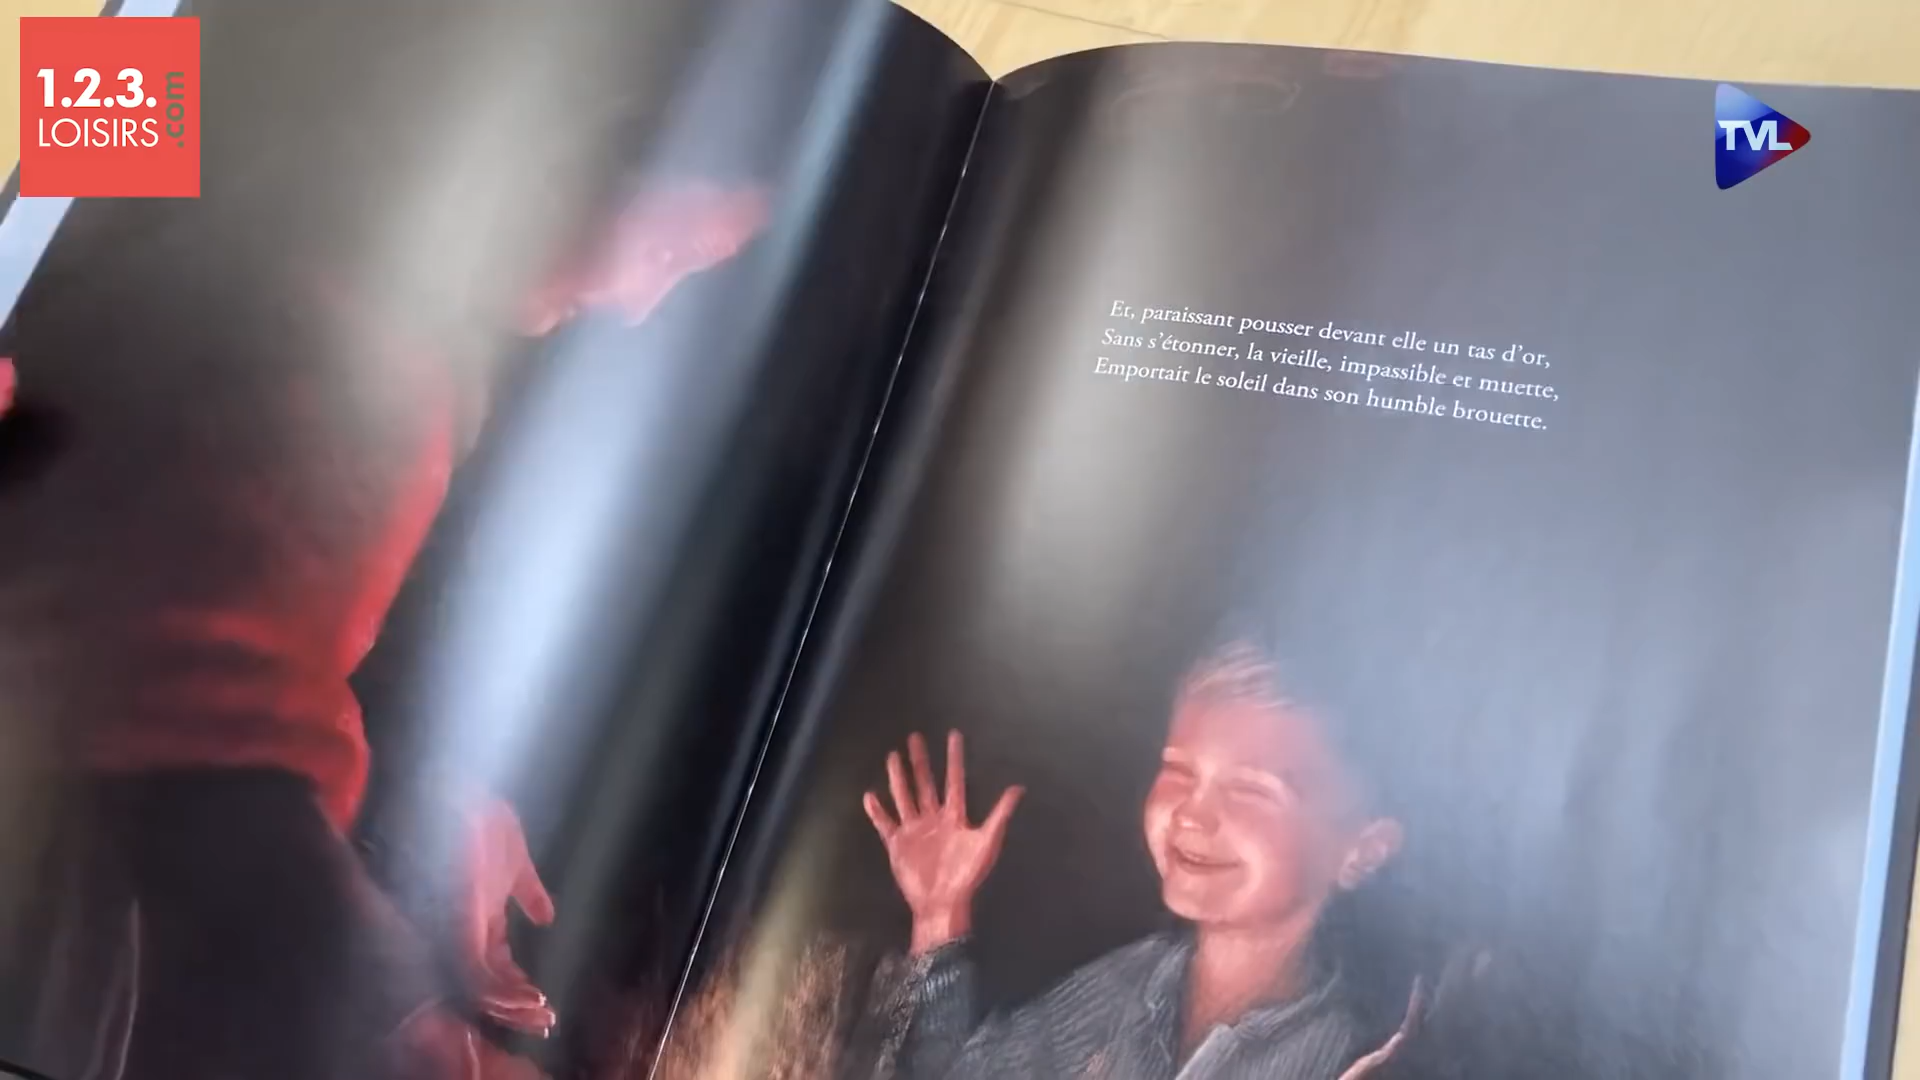 1.2.3.
LOISIRS
.com
TVL
Et, paraissant pousser devant elle un tas d'or,
Sans s'étonner, la vieille, impassible et muette,
Emportait le soleil dans son humble brouette.